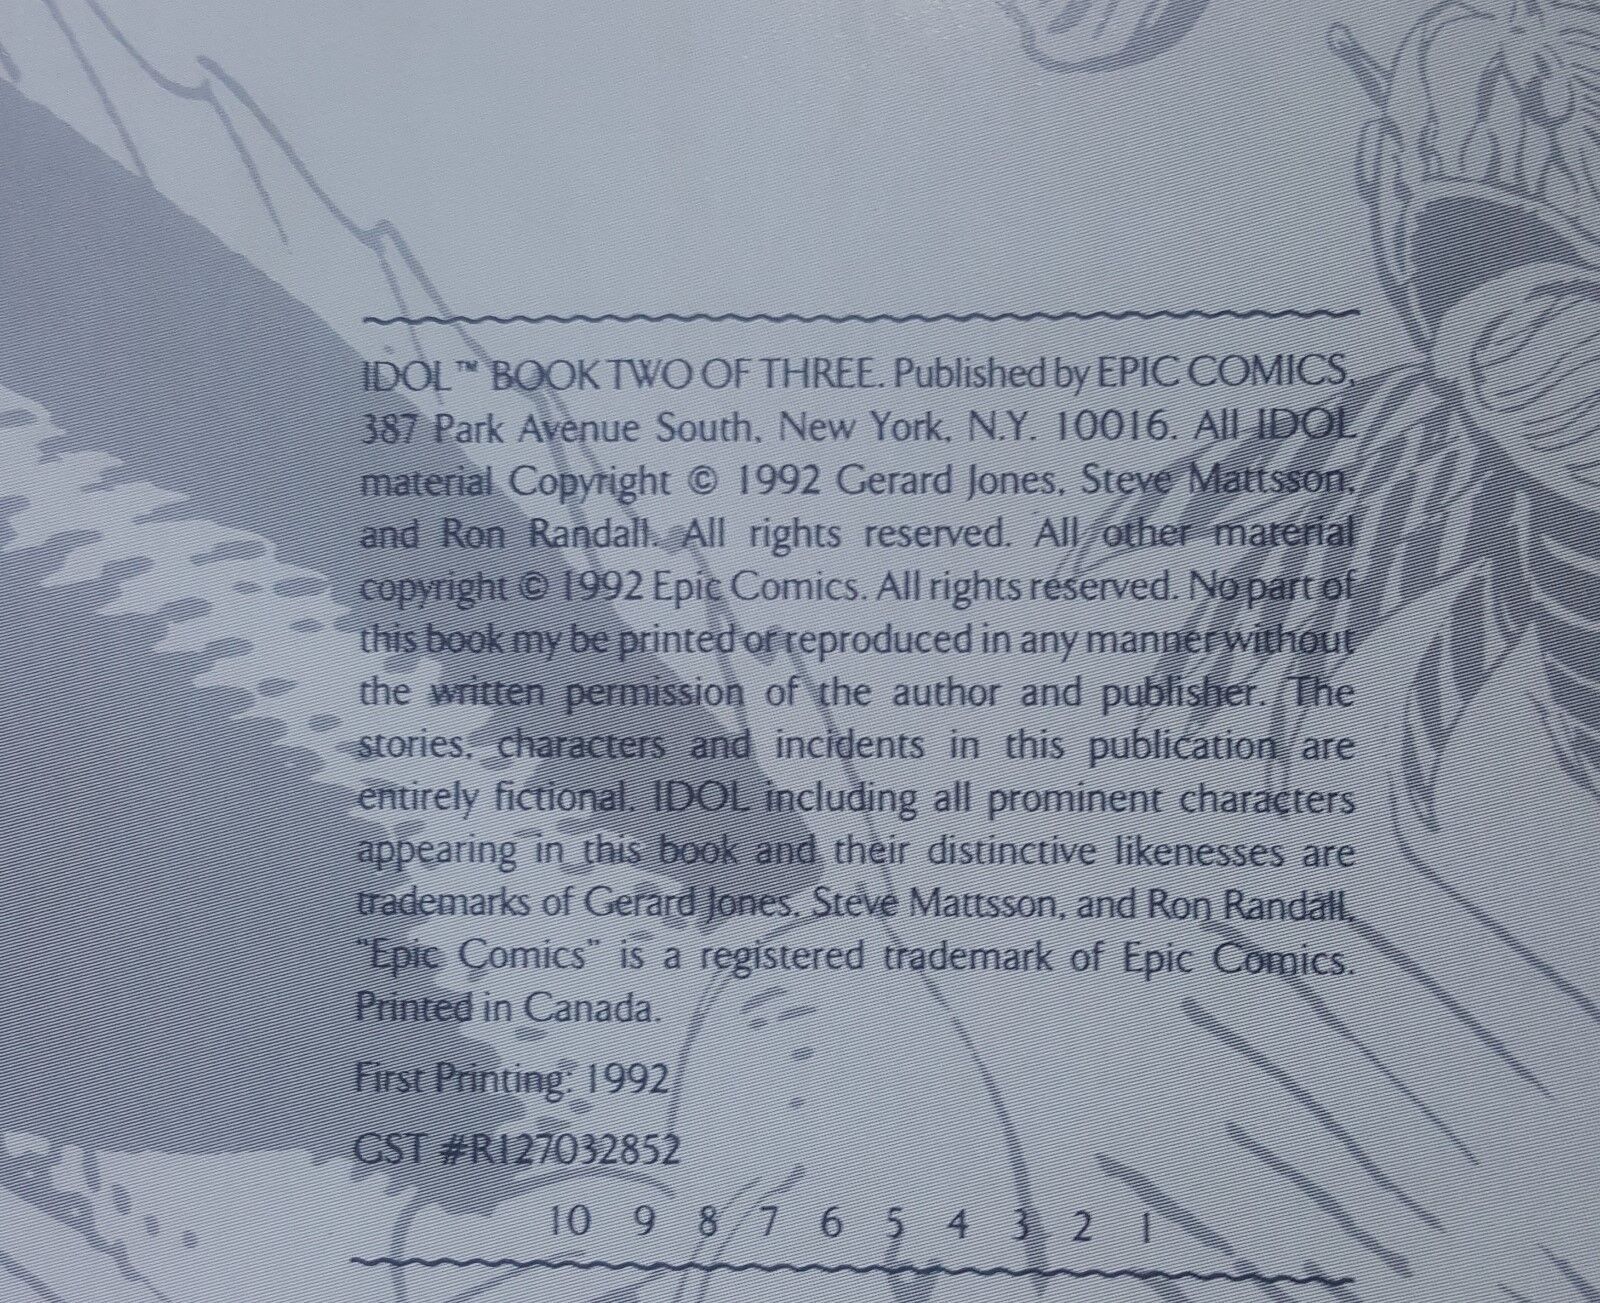 IDOL™ BOOK TWO OF THREE. Published by EPIC COMICS,
387 Park Avenue South, New York, N.Y. 10016. All IDOL
material Copyright © 1992 Gerard Jones, Steve Mattsson,
and Ron Randall. All rights reserved. All other material
copyright © 1992 Epic Comics. All rights reserved. No part of
this book my be printed or reproduced in any manner without
the written permission of the author and publisher. The
stories, characters and incidents in this publication are
entirely fictional. IDOL including all prominent characters
appearing in this book and their distinctive likenesses are
trademarks of Gerard Jones, Steve Mattsson, and Ron Randall.
"Epic Comics" is a registered trademark of Epic Comics.
Printed in Canada.
First Printing: 1992
GST #R127032852
10 9 8 7 6 5 4 3 2 1